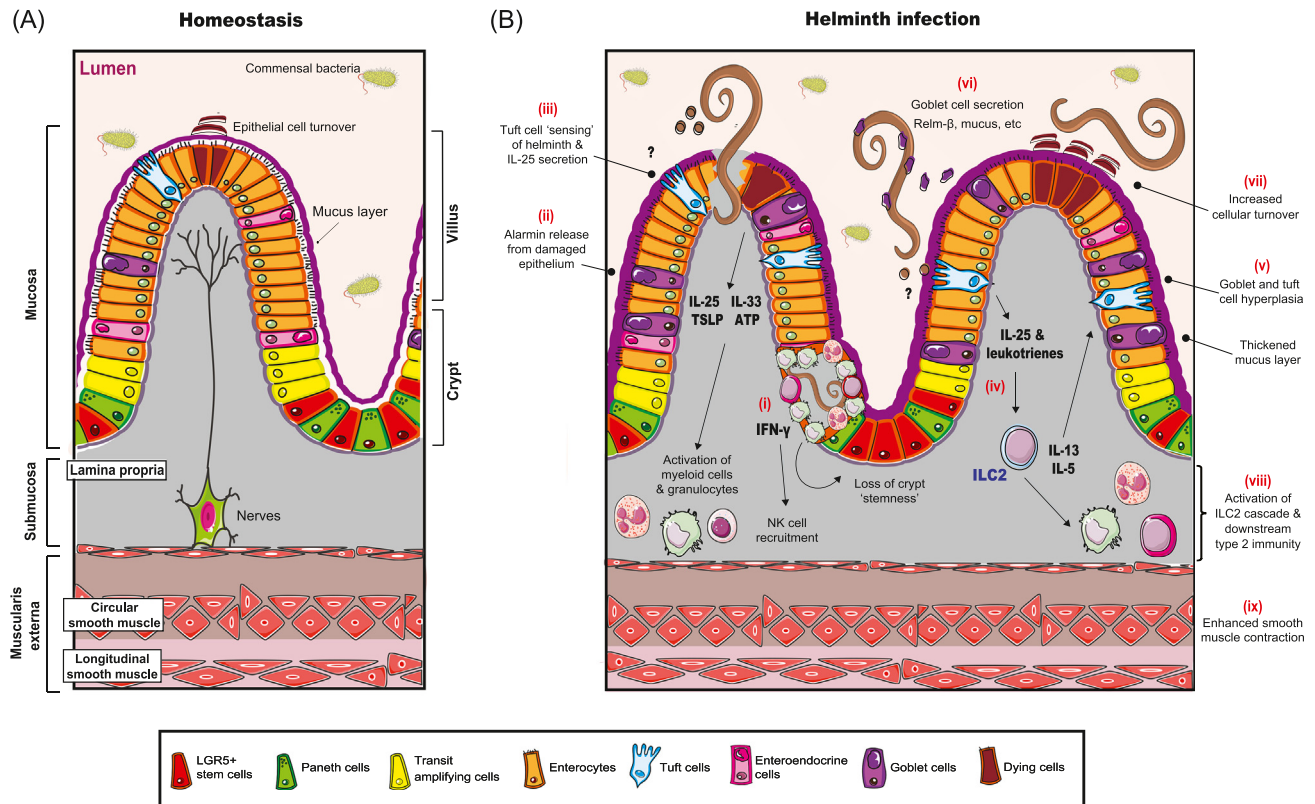 (A)
Homeostasis
Lumen
Commensal bacteria
Epithelial cell turnover
Mucus layer
Mucosa
Villus
Crypt
Submucosa
Lamina propria
Nerves
Muscularis
externa
Circular
smooth muscle
Longitudinal
smooth muscle
(B)
Helminth infection
(iii)
Tuft cell ‘sensing’
of helminth &
IL-25 secretion
?
(ii)
Alarmin release
from damaged
epithelium
IL-25 IL-33
TSLP ATP
Activation of
myeloid cells
& granulocytes
(i)
IFN-γ
NK cell
recruitment
Loss of crypt
‘stemness’
(vi)
Goblet cell secretion
Relm-β, mucus, etc
?
IL-25 &
leukotrienes
(iv)
ILC2
IL-13
IL-5
(vii)
Increased
cellular turnover
(v)
Goblet and tuft
cell hyperplasia
Thickened
mucus layer
(viii)
Activation of
ILC2 cascade &
downstream
type 2 immunity
(ix)
Enhanced smooth
muscle contraction
LGR5+
stem cells
Paneth cells
Transit
amplifying cells
Enterocytes
Tuft cells
Enteroendocrine
cells
Goblet cells
Dying cells